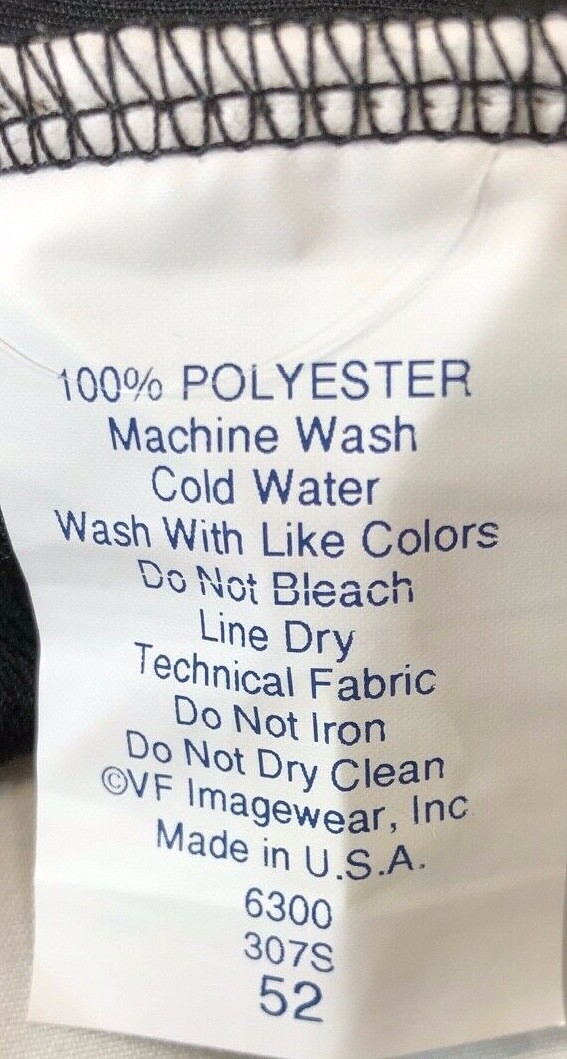 100% POLYESTER
Machine Wash
Cold Water
Wash With Like Colors
Do Not Bleach
Line Dry
Technical Fabric
Do Not Iron
Do Not Dry Clean
©VF Imagewear, Inc
Made in U.S.A.
6300
307S
52